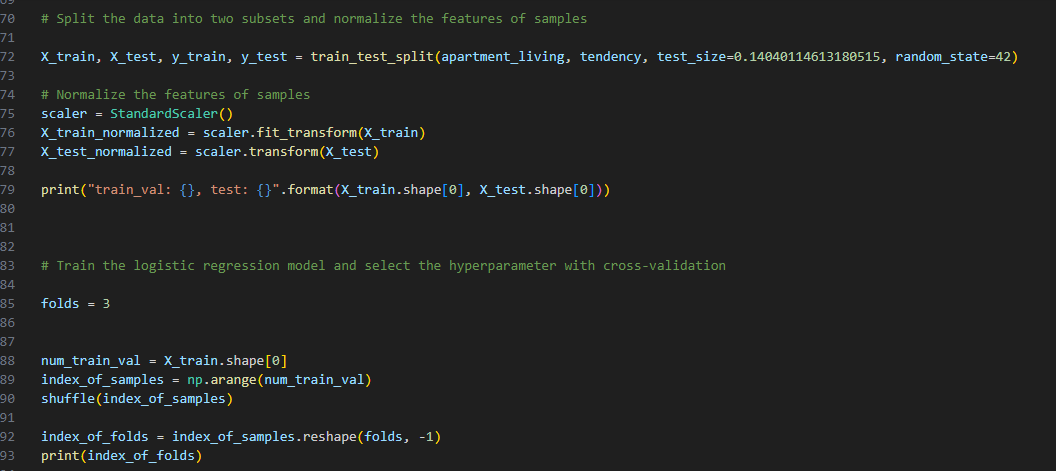 70 # Split the data into two subsets and normalize the features of samples
71
72 X_train, X_test, y_train, y_test = train_test_split(apartment_living, tendency, test_size=0.14040114613180515, random_state=42)
73
74 # Normalize the features of samples
75 scaler = StandardScaler()
76 X_train_normalized = scaler.fit_transform(X_train)
77 X_test_normalized = scaler.transform(X_test)
78
79 print("train_val: {}, test: {}".format(X_train.shape[0], X_test.shape[0]))
80
81
82
83 # Train the logistic regression model and select the hyperparameter with cross-validation
84
85 folds = 3
86
87
88 num_train_val = X_train.shape[0]
89 index_of_samples = np.arange(num_train_val)
90 shuffle(index_of_samples)
91
92 index_of_folds = index_of_samples.reshape(folds, -1)
93 print(index_of_folds)